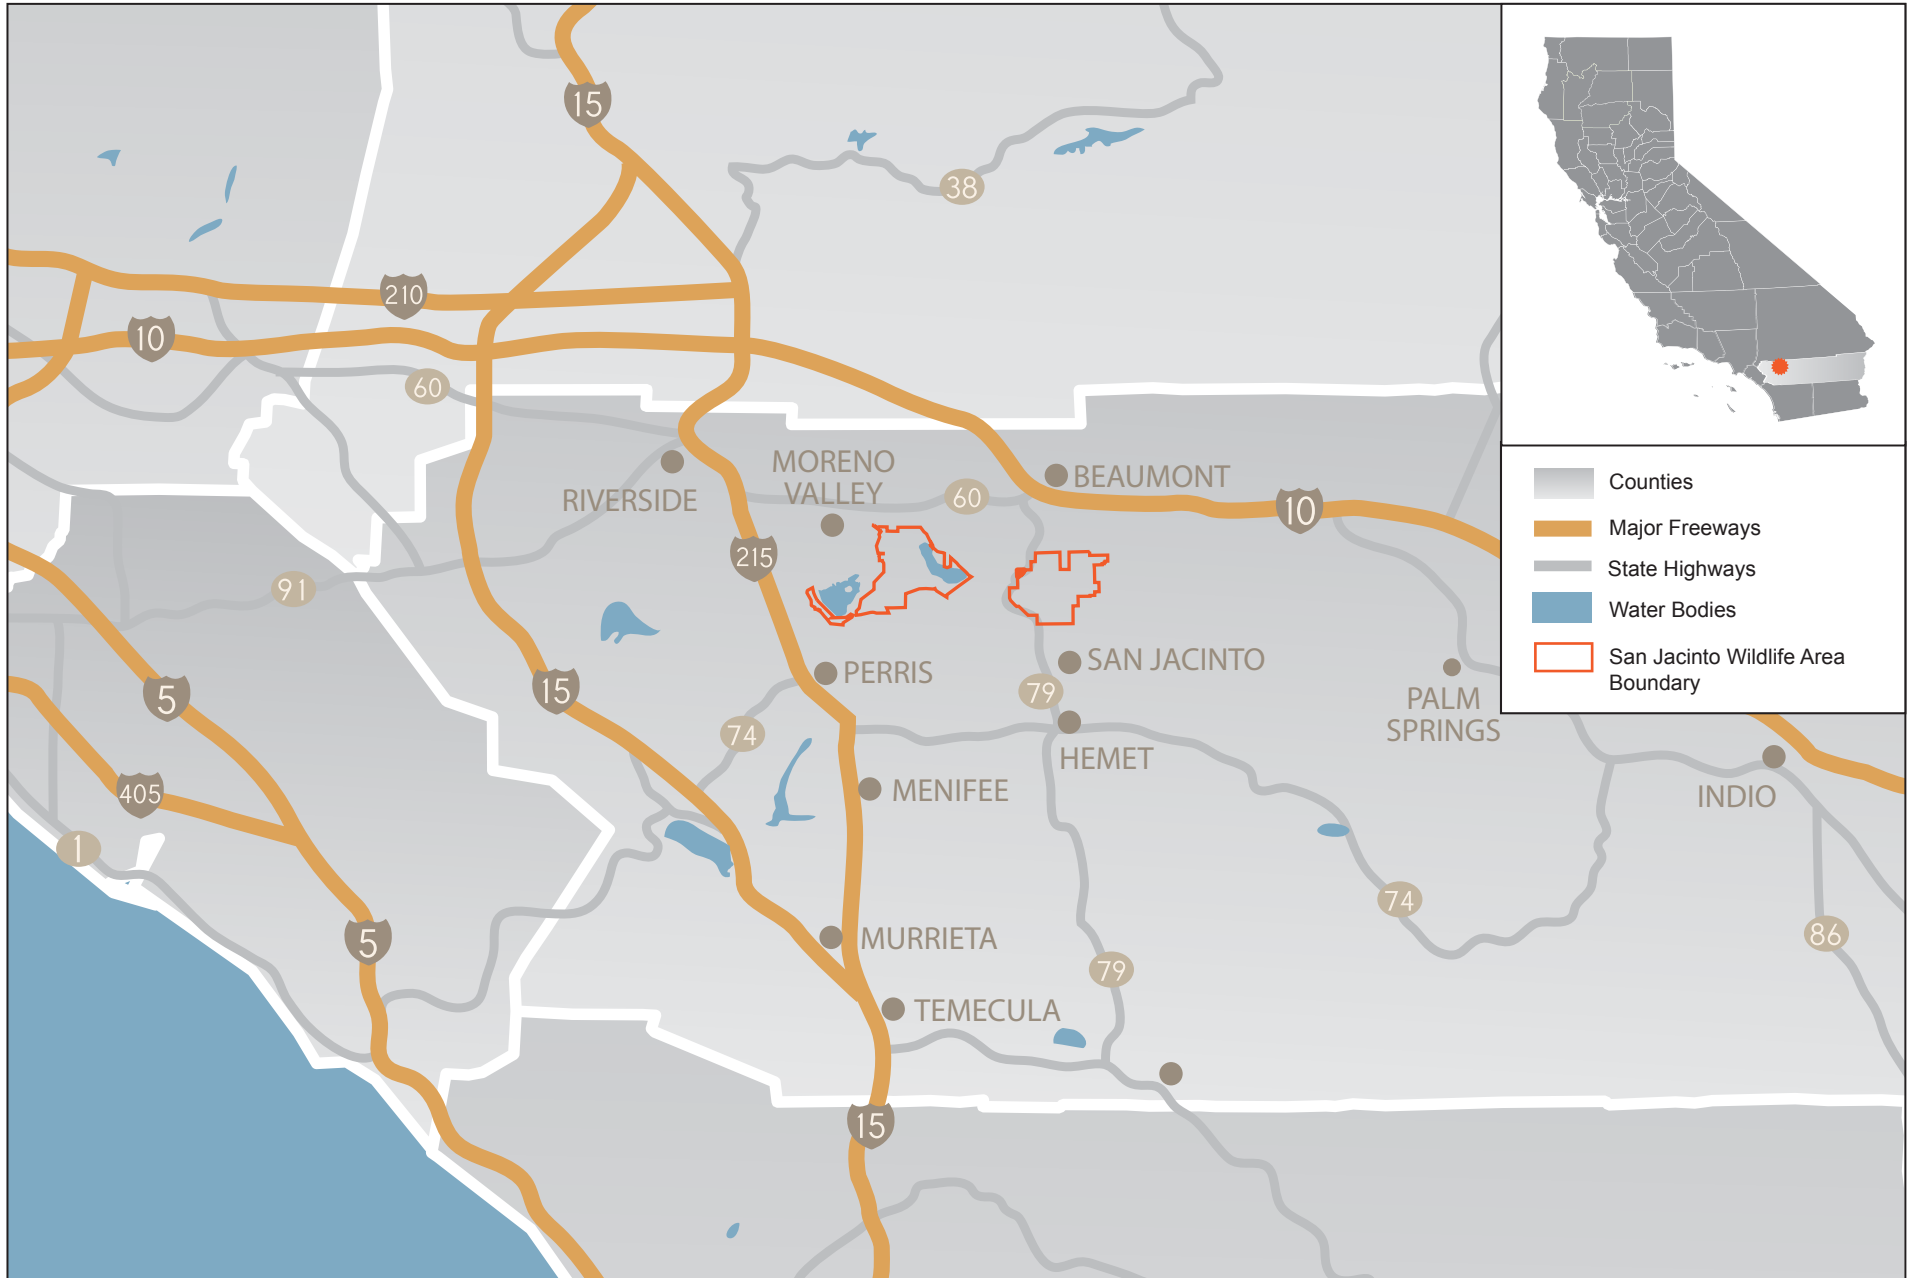 15
38
210
10
60
MORENO
VALLEY
RIVERSIDE
BEAUMONT
60
10
215
91
SAN JACINTO
PERRIS
79
15
5
PALM
SPRINGS
74
HEMET
MENIFEE
405
INDIO
1
74
86
5
MURRIETA
79
TEMECULA
15
Counties
Major Freeways
State Highways
Water Bodies
San Jacinto Wildlife Area
Boundary